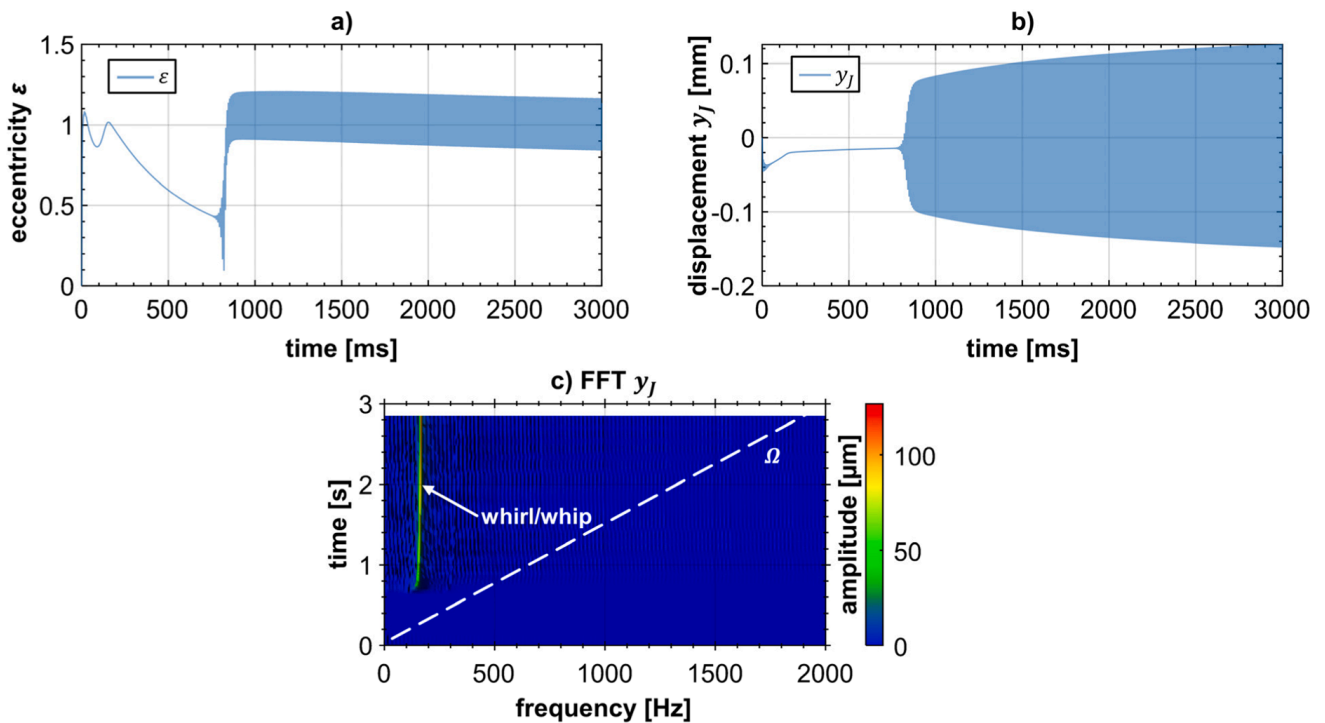 a)
1.5
1
0.5
0
eccentricity ε
ε
0 500 1000 1500 2000 2500 3000
time [ms]
b)
0.1
0
-0.1
-0.2
displacement y_J [mm]
y_J
0 500 1000 1500 2000 2500 3000
time [ms]
c) FFT y_J
3
2
1
0
time [s]
whirl/whip
Ω
0 500 1000 1500 2000
frequency [Hz]
100
50
0
amplitude [µm]